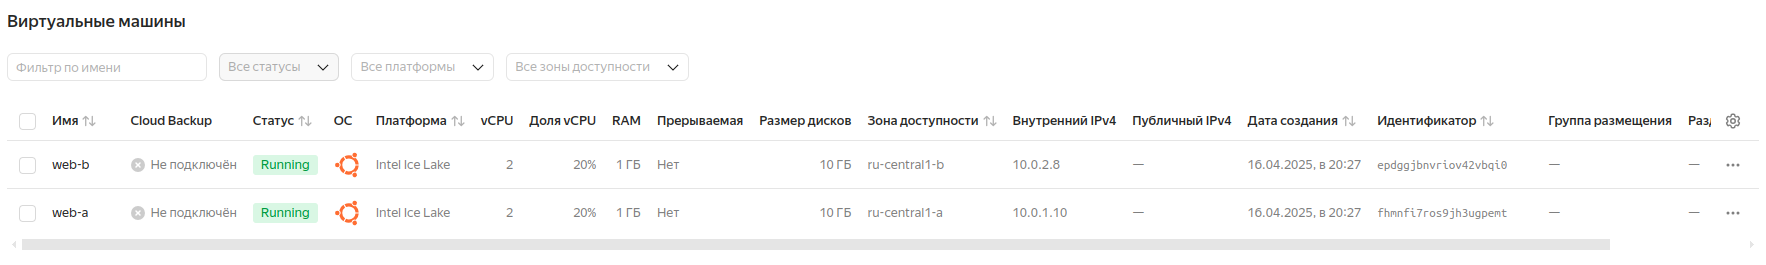 Виртуальные машины
Фильтр по имени Все статусы Все платформы Все зоны доступности
Имя Cloud Backup Статус ОС Платформа vCPU Доля vCPU RAM Прерываемая Размер дисков Зона доступности Внутренний IPv4 Публичный IPv4 Дата создания Идентификатор Группа размещения Разд
web-b Не подключён Running Intel Ice Lake 2 20% 1 ГБ Нет 10 ГБ ru-central1-b 10.0.2.8 — 16.04.2025, в 20:27 epdggjbnvriov42vbqi0 — —
web-a Не подключён Running Intel Ice Lake 2 20% 1 ГБ Нет 10 ГБ ru-central1-a 10.0.1.10 — 16.04.2025, в 20:27 fhmnfi7ros9jh3ugpemt — —